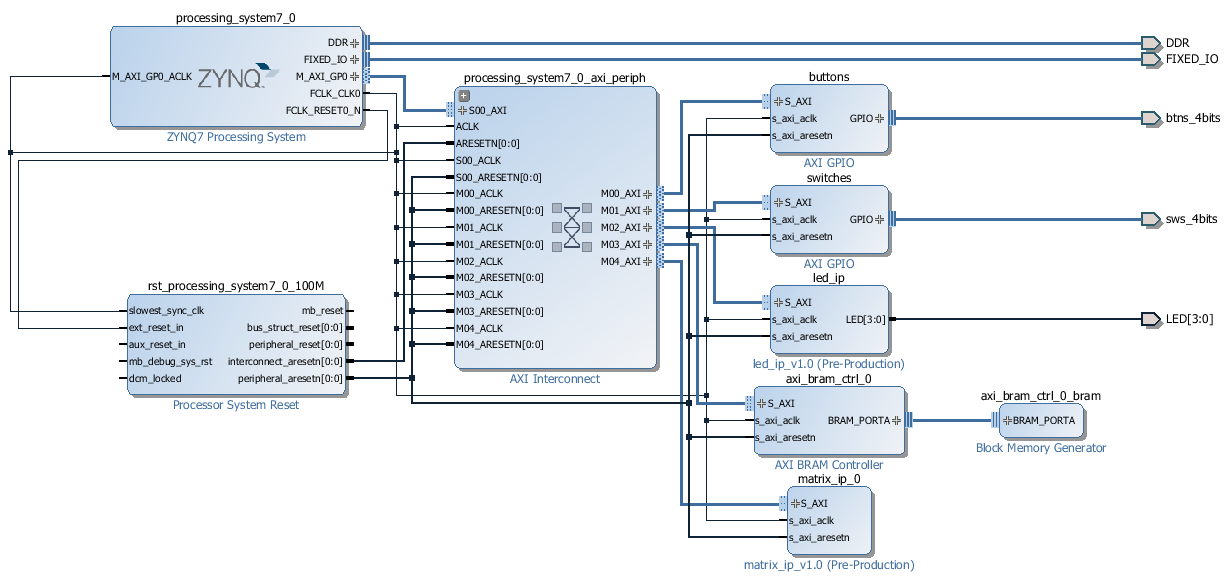 processing_system7_0
DDR
FIXED_IO
M_AXI_GP0_ACLK
ZYNQ
M_AXI_GP0
FCLK_CLK0
FCLK_RESET0_N
ZYNQ7 Processing System
processing_system7_0_axi_periph
S00_AXI
ACLK
ARESETN[0:0]
S00_ACLK
S00_ARESETN[0:0]
M00_ACLK
M00_ARESETN[0:0]
M01_ACLK
M01_ARESETN[0:0]
M02_ACLK
M02_ARESETN[0:0]
M03_ACLK
M03_ARESETN[0:0]
M04_ACLK
M04_ARESETN[0:0]
M00_AXI
M01_AXI
M02_AXI
M03_AXI
M04_AXI
AXI Interconnect
rst_processing_system7_0_100M
slowest_sync_clk
ext_reset_in
aux_reset_in
mb_debug_sys_rst
dcm_locked
mb_reset
bus_struct_reset[0:0]
peripheral_reset[0:0]
interconnect_aresetn[0:0]
peripheral_aresetn[0:0]
Processor System Reset
buttons
S_AXI
s_axi_aclk
s_axi_aresetn
GPIO
AXI GPIO
switches
S_AXI
s_axi_aclk
s_axi_aresetn
GPIO
AXI GPIO
led_ip
S_AXI
s_axi_aclk
s_axi_aresetn
LED[3:0]
led_ip_v1.0 (Pre-Production)
axi_bram_ctrl_0
S_AXI
s_axi_aclk
s_axi_aresetn
BRAM_PORTA
AXI BRAM Controller
axi_bram_ctrl_0_bram
BRAM_PORTA
Block Memory Generator
matrix_ip_0
S_AXI
s_axi_aclk
s_axi_aresetn
matrix_ip_v1.0 (Pre-Production)
DDR
FIXED_IO
btns_4bits
sws_4bits
LED[3:0]